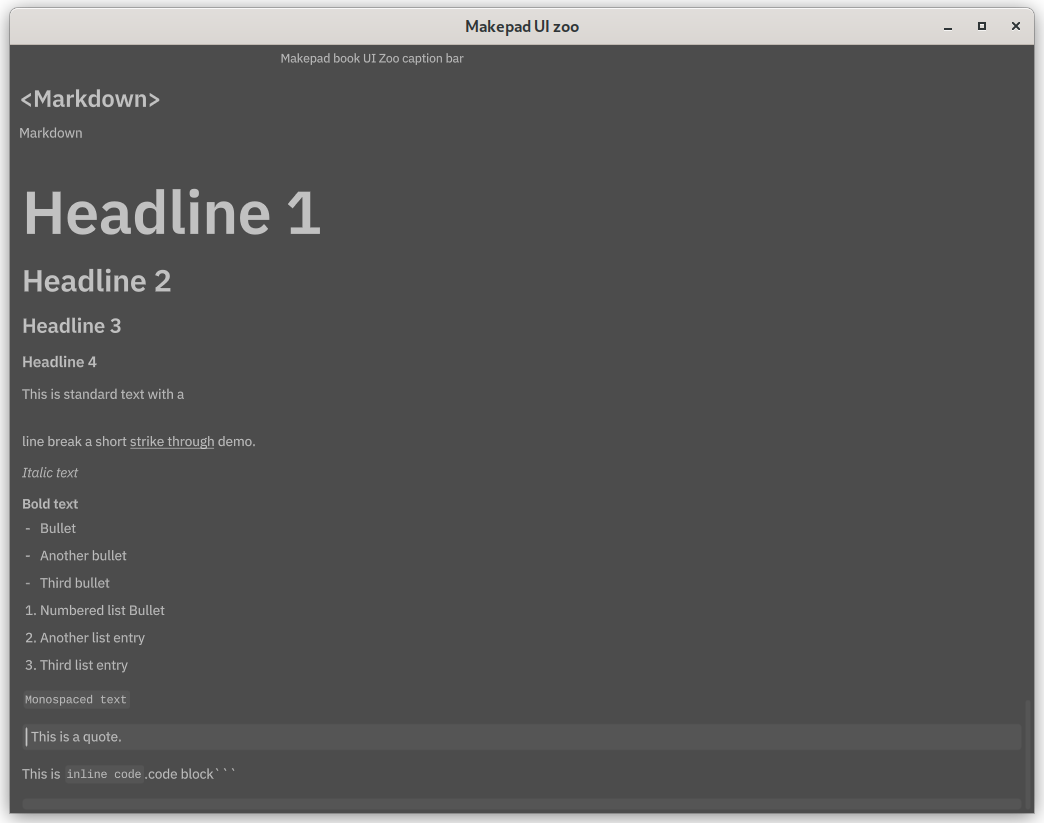 Makepad UI zoo
Makepad book UI Zoo caption bar
<Markdown>
Markdown
Headline 1
Headline 2
Headline 3
Headline 4
This is standard text with a
line break a short strike through demo.
Italic text
Bold text
- Bullet
- Another bullet
- Third bullet
1. Numbered list Bullet
2. Another list entry
3. Third list entry
Monospaced text
This is a quote.
This is inline code.code block```